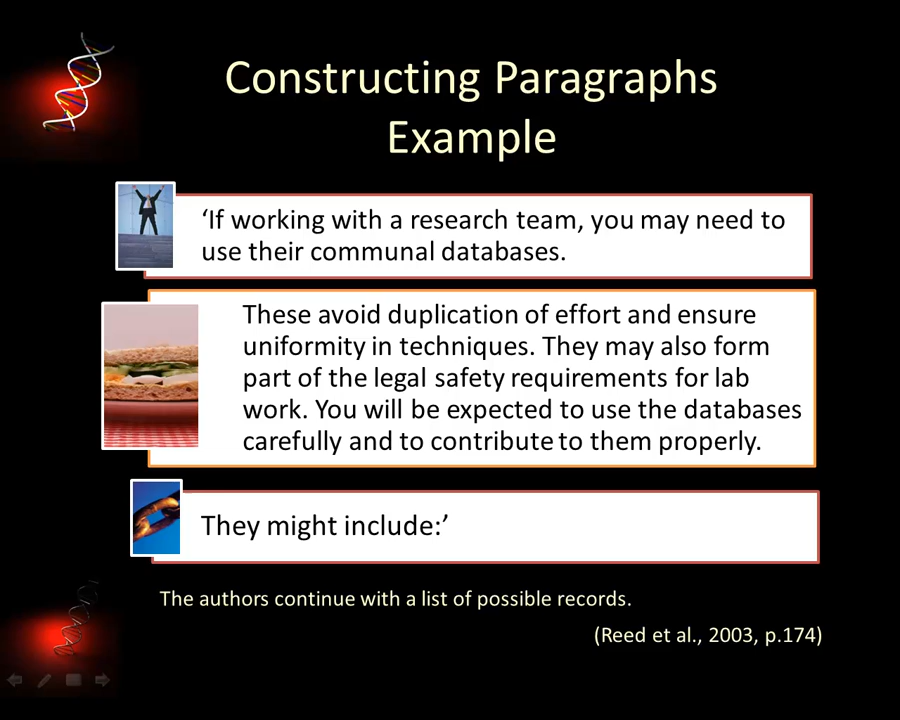 Constructing Paragraphs
Example
‘If working with a research team, you may need to
use their communal databases.
These avoid duplication of effort and ensure
uniformity in techniques. They may also form
part of the legal safety requirements for lab
work. You will be expected to use the databases
carefully and to contribute to them properly.
They might include:’
The authors continue with a list of possible records.
(Reed et al., 2003, p.174)